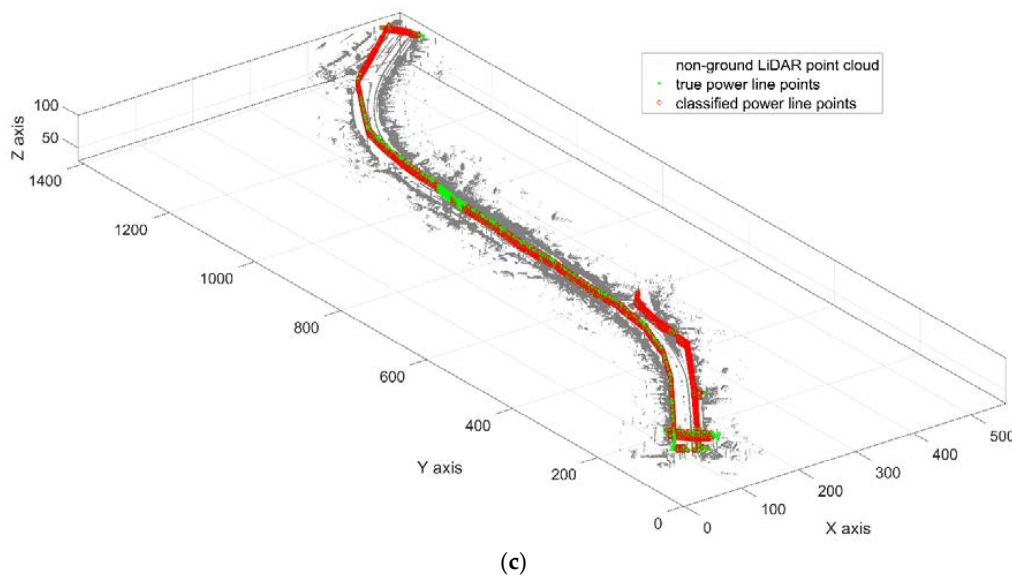 non-ground LiDAR point cloud
true power line points
classified power line points
100
50
Z axis
1400
1200
1000
800
600
400
200
0
Y axis
0
100
200
300
400
500
X axis
(c)